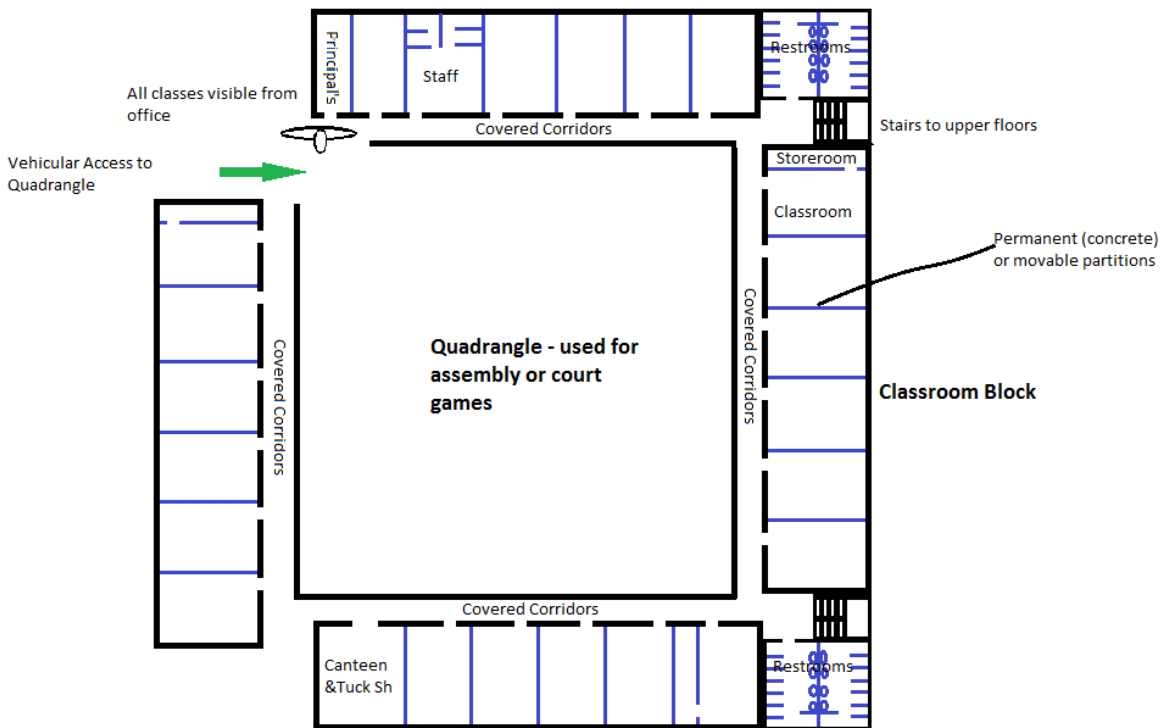 Principal's
Staff
Restrooms
All classes visible from
office
Covered Corridors
Stairs to upper floors
Vehicular Access to
Quadrangle
Storeroom
Classroom
Permanent (concrete)
or movable partitions
Covered Corridors
Covered Corridors
Quadrangle - used for
assembly or court
games
Classroom Block
Covered Corridors
Canteen
&Tuck Sh
Restrooms